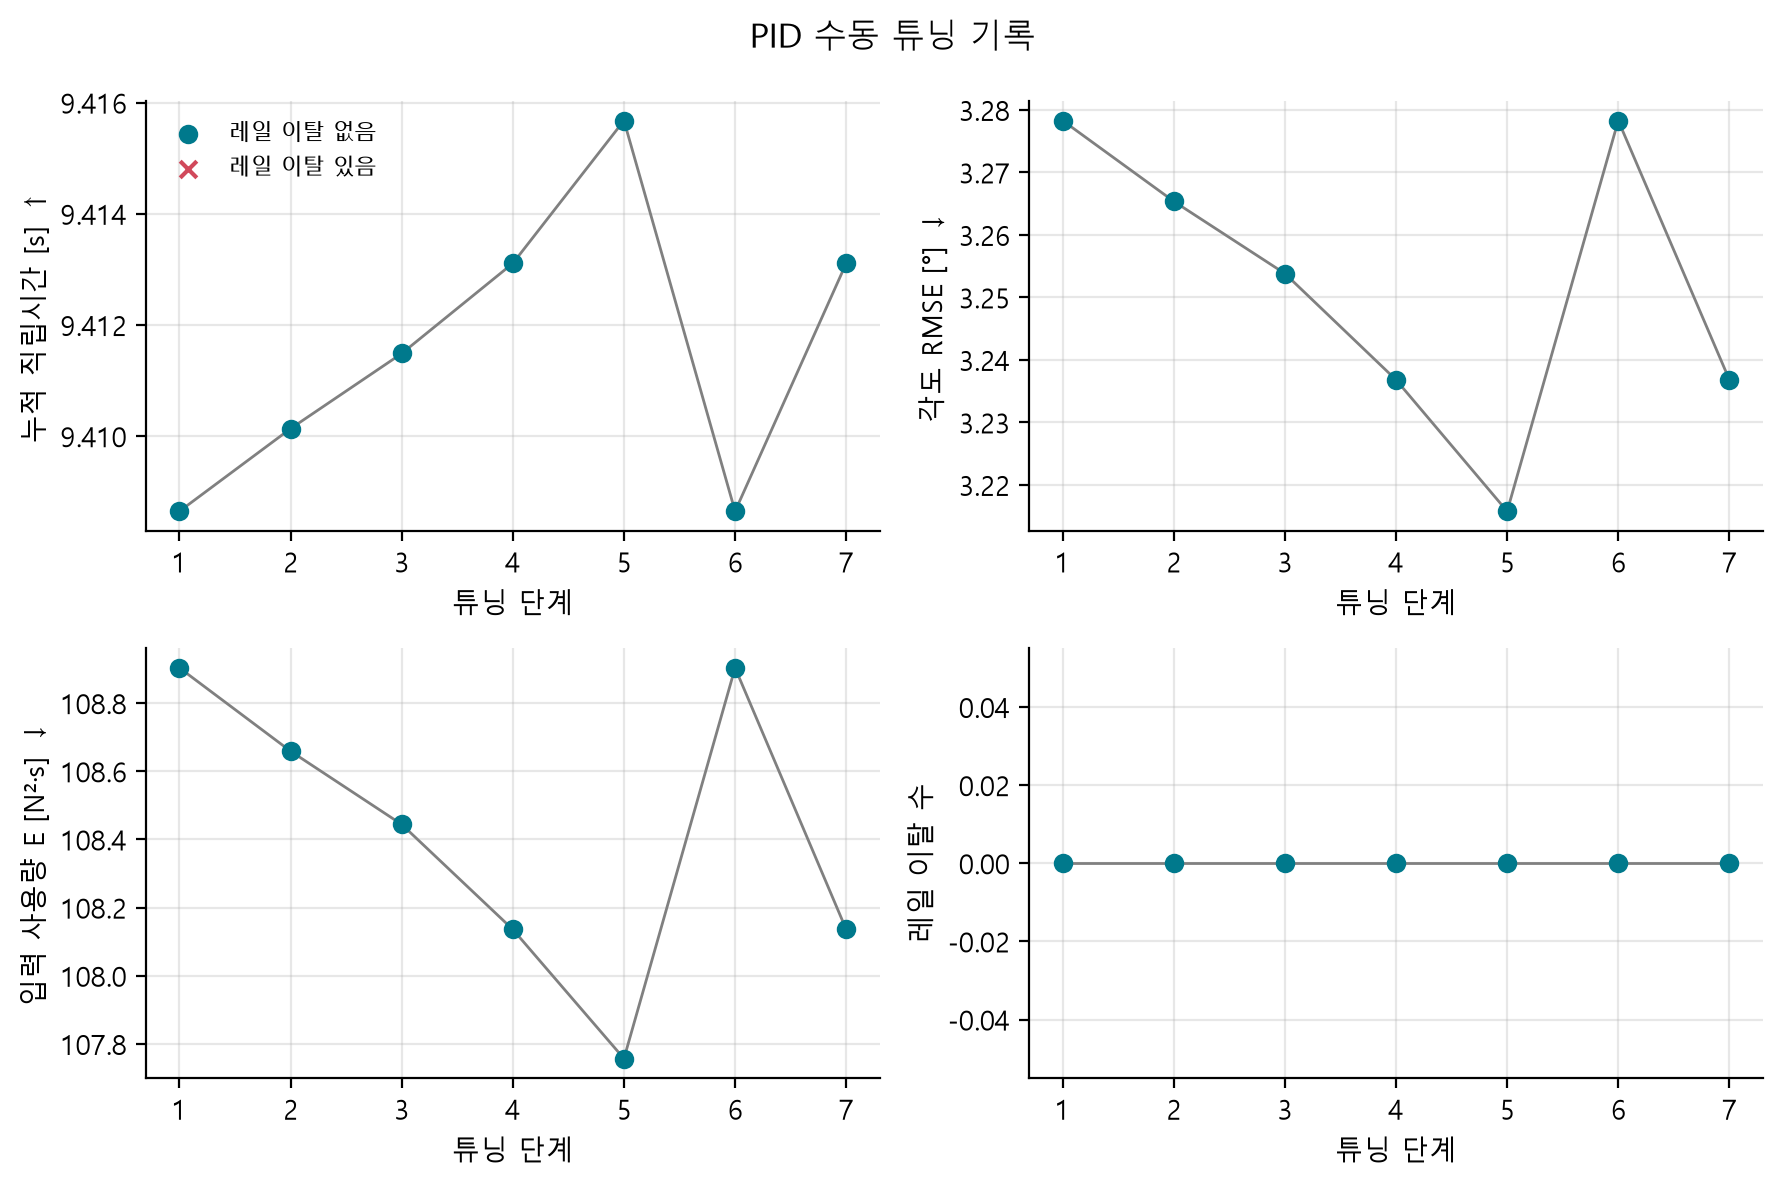 PID 수동 튜닝 기록
9.416
9.414
9.412
9.410
누적 직립시간 [s] ↑
레일 이탈 없음
레일 이탈 있음
1 2 3 4 5 6 7
튜닝 단계
3.28
3.27
3.26
3.25
3.24
3.23
3.22
각도 RMSE [°] ↓
1 2 3 4 5 6 7
튜닝 단계
108.8
108.6
108.4
108.2
108.0
107.8
입력 사용량 E [N²·s] ↓
1 2 3 4 5 6 7
튜닝 단계
0.04
0.02
0.00
-0.02
-0.04
레일 이탈 수
1 2 3 4 5 6 7
튜닝 단계